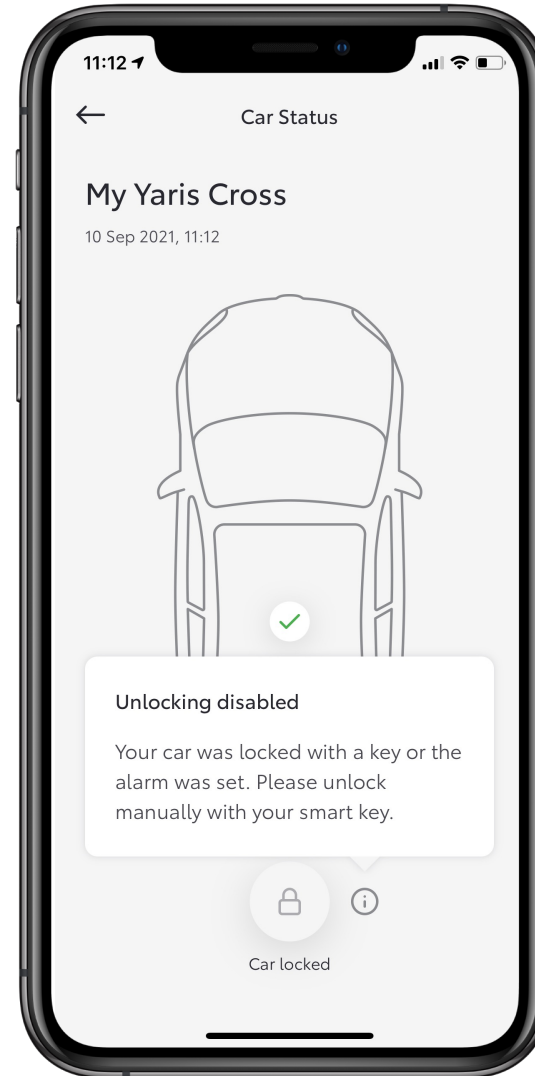 11:12
Car Status
My Yaris Cross
10 Sep 2021, 11:12
Unlocking disabled
Your car was locked with a key or the
alarm was set. Please unlock
manually with your smart key.
Car locked